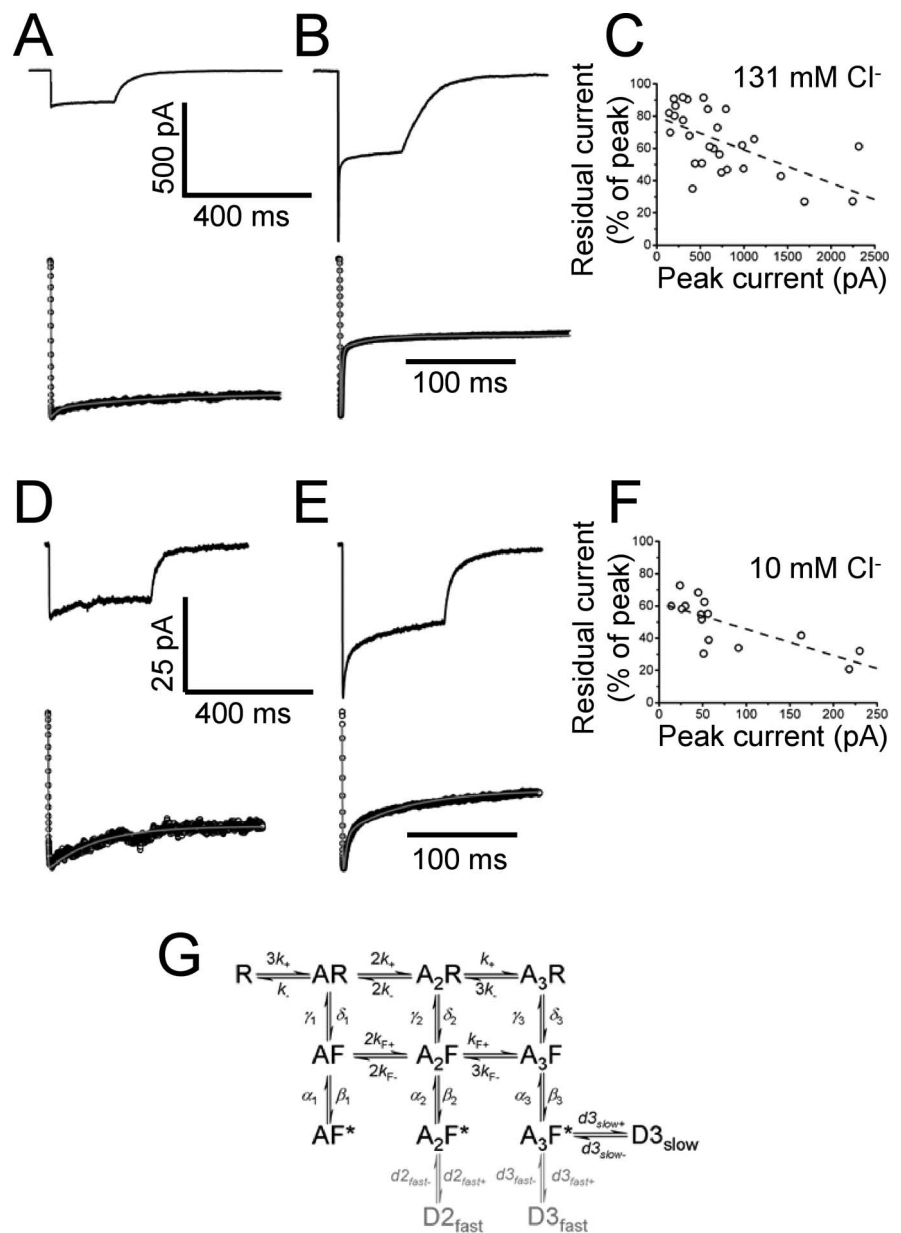 A
B
C
131 mM Cl⁻
500 pA
400 ms
100 ms
Residual current
(% of peak)
100
80
60
40
20
0
0 500 1000 1500 2000 2500
Peak current (pA)
D
E
F
10 mM Cl⁻
25 pA
400 ms
100 ms
Residual current
(% of peak)
100
80
60
40
20
0
0 50 100 150 200 250
Peak current (pA)
G
3k₊ 2k₊ k₊
R AR A₂R A₃R
k₋ 2k₋ 3k₋
γ₁ δ₁ γ₂ δ₂ γ₃ δ₃
2k_F+ k_F+
AF A₂F A₃F
2k_F- 3k_F-
α₁ β₁ α₂ β₂ α₃ β₃
d3_slow+
AF* A₂F* A₃F* D3_slow
d3_slow-
d2_fast- d2_fast+ d3_fast- d3_fast+
D2_fast D3_fast